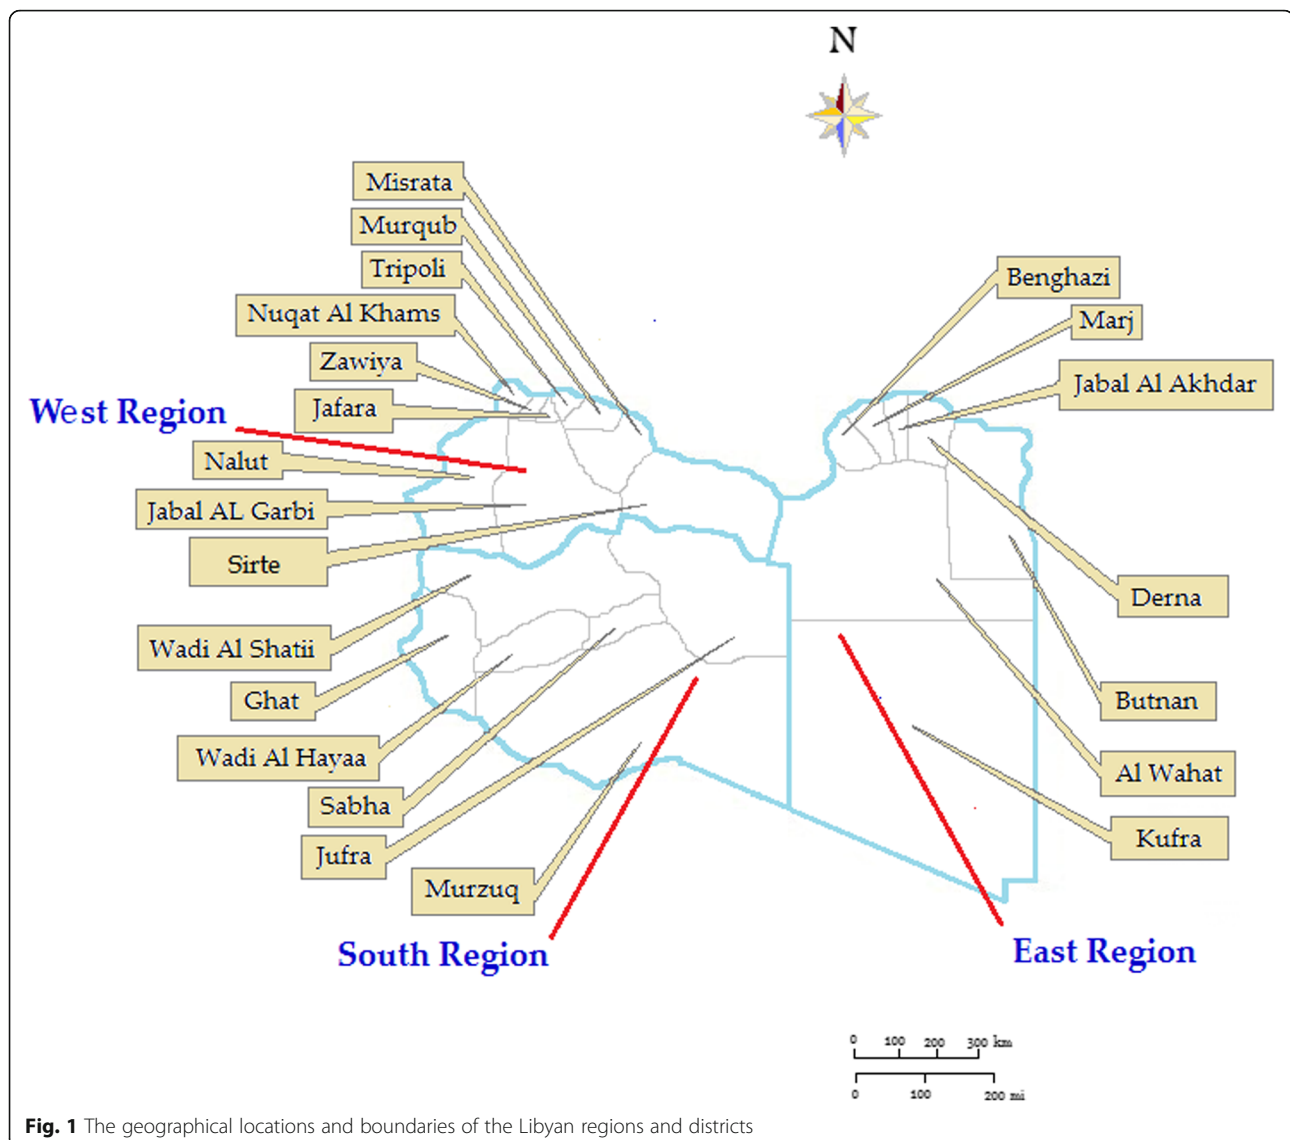 N
Misrata
Murqub
Tripoli
Nuqat Al Khams
Zawiya
Jafara
West Region
Nalut
Jabal AL Garbi
Sirte
Wadi Al Shatii
Ghat
Wadi Al Hayaa
Sabha
Jufra
Murzuq
South Region
Benghazi
Marj
Jabal Al Akhdar
Derna
Butnan
Al Wahat
Kufra
East Region
0 100 200 300 km
0 100 200 mi
Fig. 1 The geographical locations and boundaries of the Libyan regions and districts